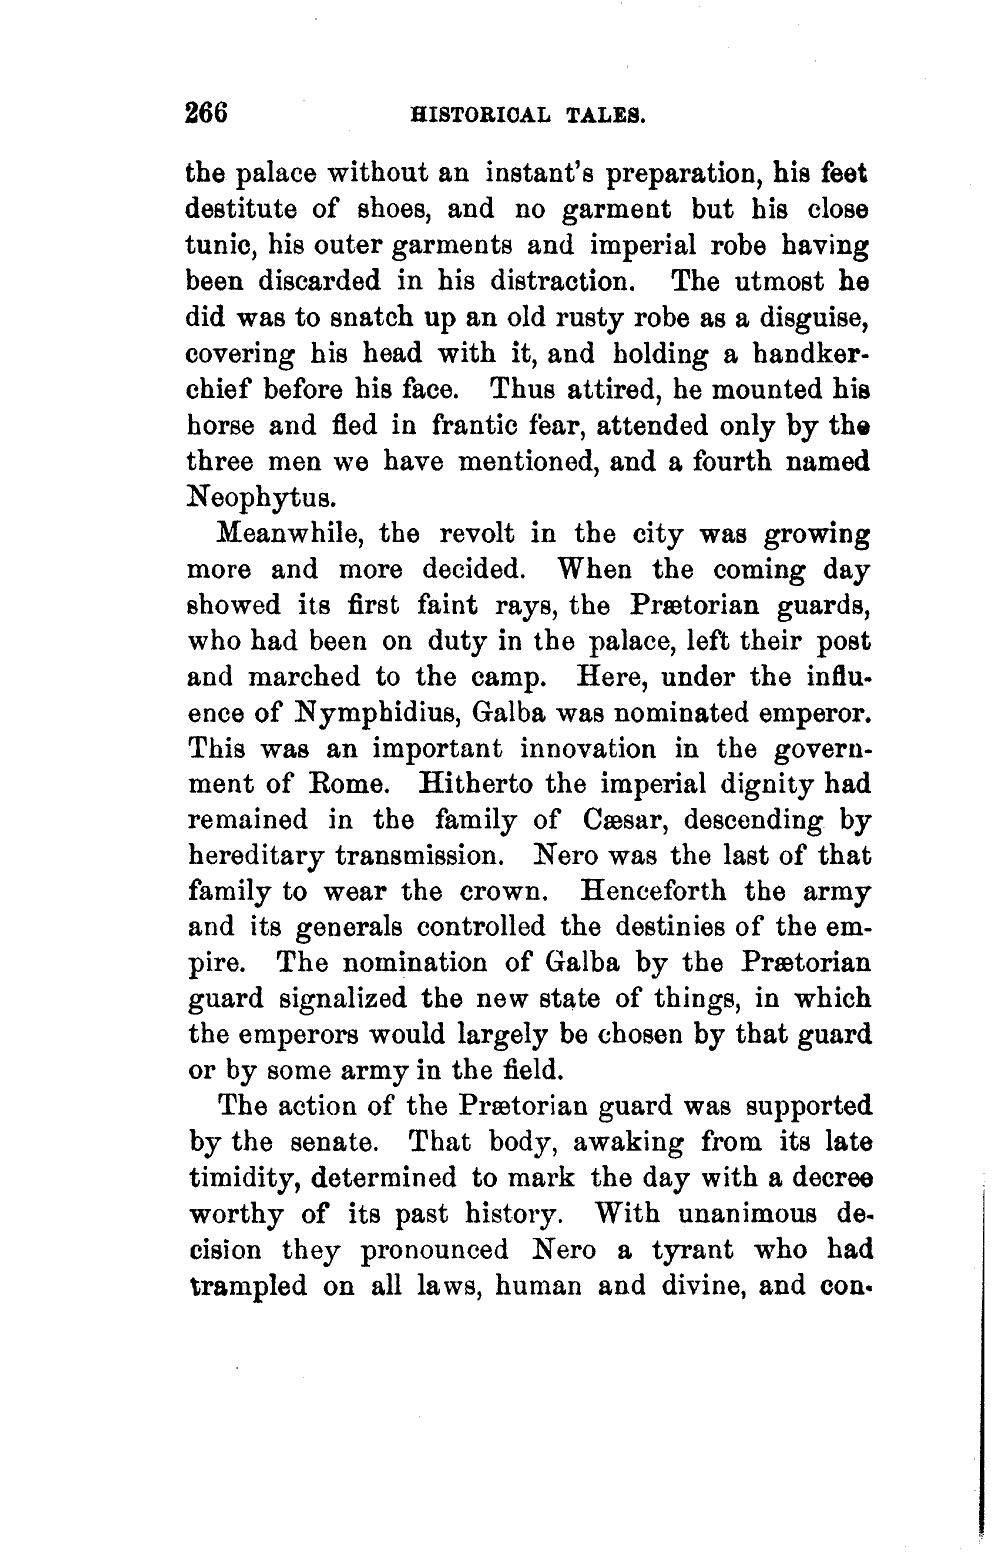 266 HISTORICAL TALES.
the palace without an instant's preparation, his feet
destitute of shoes, and no garment but his close
tunic, his outer garments and imperial robe having
been discarded in his distraction. The utmost he
did was to snatch up an old rusty robe as a disguise,
covering his head with it, and holding a handker-
chief before his face. Thus attired, he mounted his
horse and fled in frantic fear, attended only by the
three men we have mentioned, and a fourth named
Neophytus.
Meanwhile, the revolt in the city was growing
more and more decided. When the coming day
showed its first faint rays, the Prætorian guards,
who had been on duty in the palace, left their post
and marched to the camp. Here, under the influ-
ence of Nymphidius, Galba was nominated emperor.
This was an important innovation in the govern-
ment of Rome. Hitherto the imperial dignity had
remained in the family of Cæsar, descending by
hereditary transmission. Nero was the last of that
family to wear the crown. Henceforth the army
and its generals controlled the destinies of the em-
pire. The nomination of Galba by the Prætorian
guard signalized the new state of things, in which
the emperors would largely be chosen by that guard
or by some army in the field.
The action of the Prætorian guard was supported
by the senate. That body, awaking from its late
timidity, determined to mark the day with a decree
worthy of its past history. With unanimous de-
cision they pronounced Nero a tyrant who had
trampled on all laws, human and divine, and con-